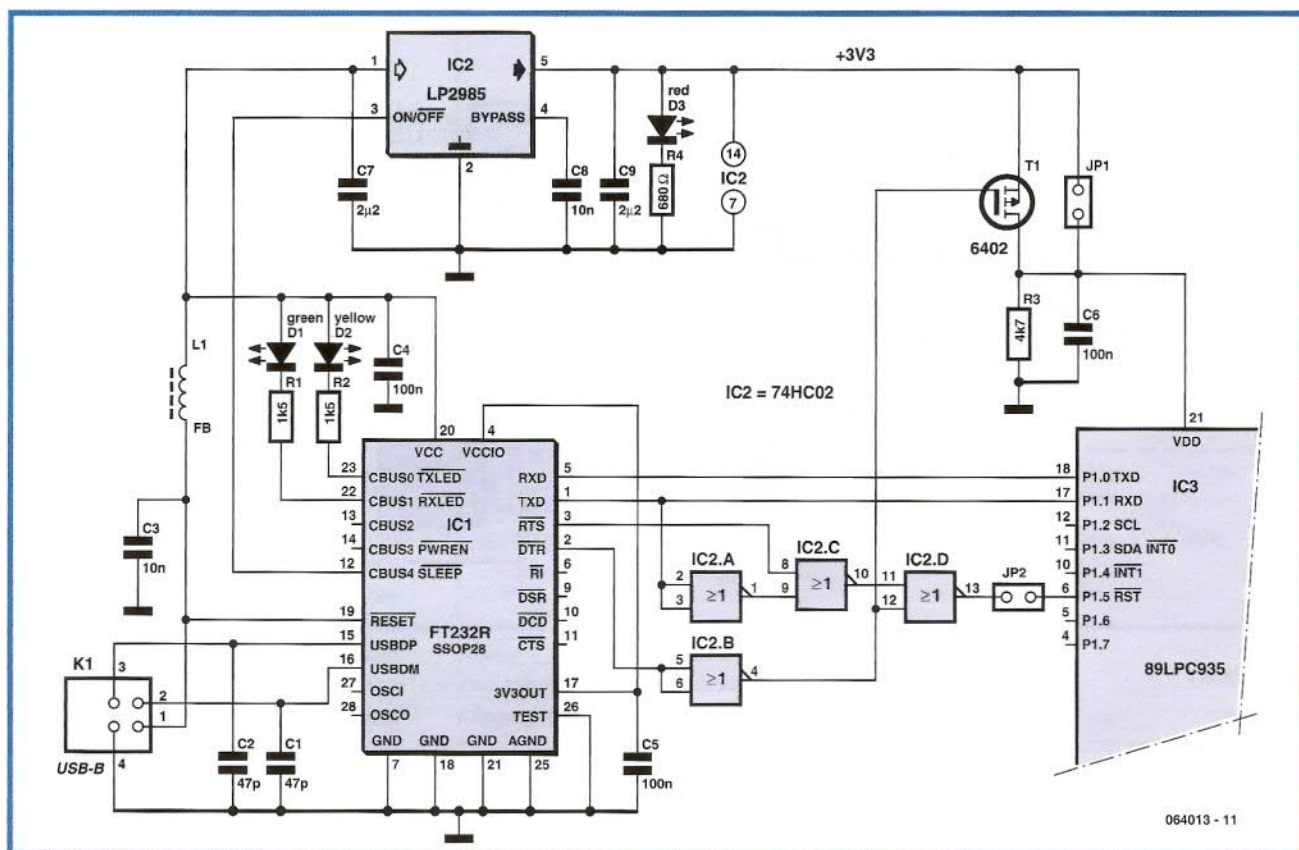 1
IC2
LP2985
5
+3V3
3
ON/OFF
BYPASS
4
2
red
D3
R4
680Ω
14
IC2
7
T1
6402
JP1
C7
2µ2
C8
10n
C9
2µ2
R3
4k7
C6
100n
L1
FB
green
D1
yellow
D2
R1
1k5
R2
1k5
C4
100n
IC2 = 74HC02
20
VCC
4
VCCIO
21
VDD
23
CBUS0 TXLED
RXD
5
18
P1.0 TXD
22
CBUS1 RXLED
TXD
1
17
P1.1 RXD
IC3
13
CBUS2
IC1
RTS
3
12
P1.2 SCL
14
CBUS3 PWREN
DTR
2
11
P1.3 SDA INT0
12
CBUS4 SLEEP
RI
6
10
P1.4 INT1
DSR
9
6
P1.5 RST
19
RESET
FT232R
DCD
10
5
P1.6
15
USBDP
SSOP28
CTS
11
4
P1.7
16
USBDM
27
OSCI
3V3OUT
17
89LPC935
28
OSCO
TEST
26
GND
GND
GND
AGND
7
18
21
25
IC2.A
2
3
≥1
1
IC2.C
8
9
≥1
10
IC2.D
11
12
≥1
13
JP2
IC2.B
5
6
≥1
4
C3
10n
K1
3
2
1
4
USB-B
C2
47p
C1
47p
C5
100n
064013 - 11